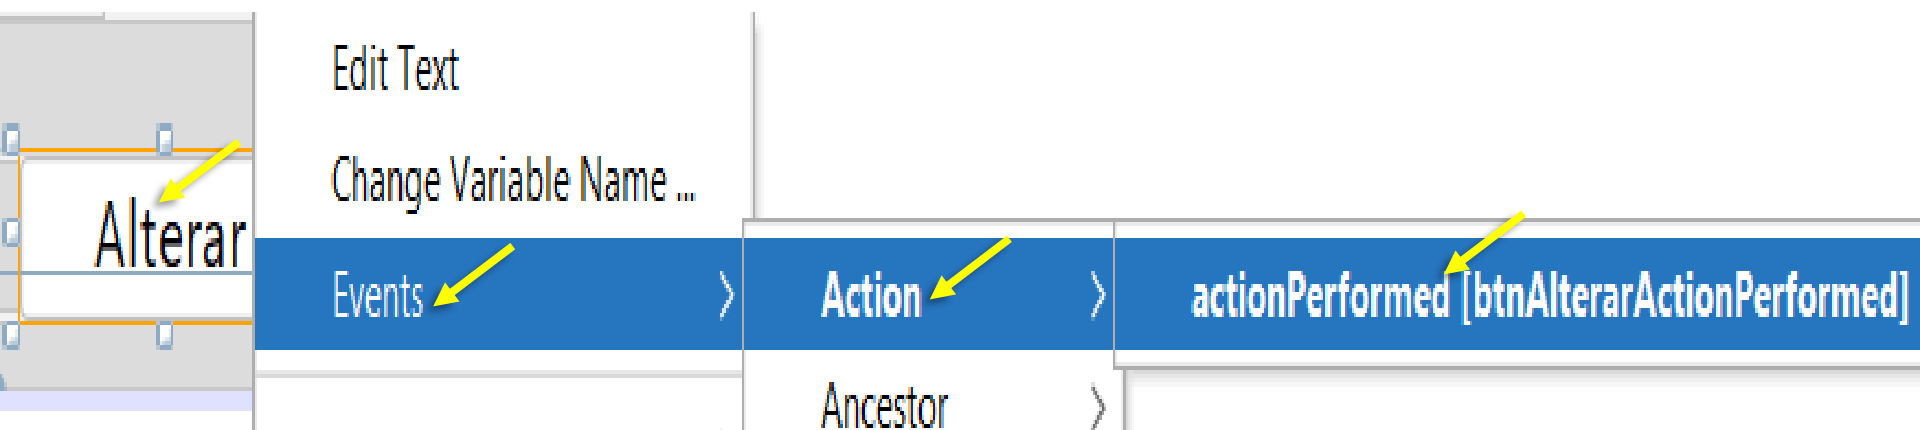 Edit Text
Change Variable Name ...
Alterar
Events
Action
actionPerformed [btnAlterarActionPerformed]
Ancestor